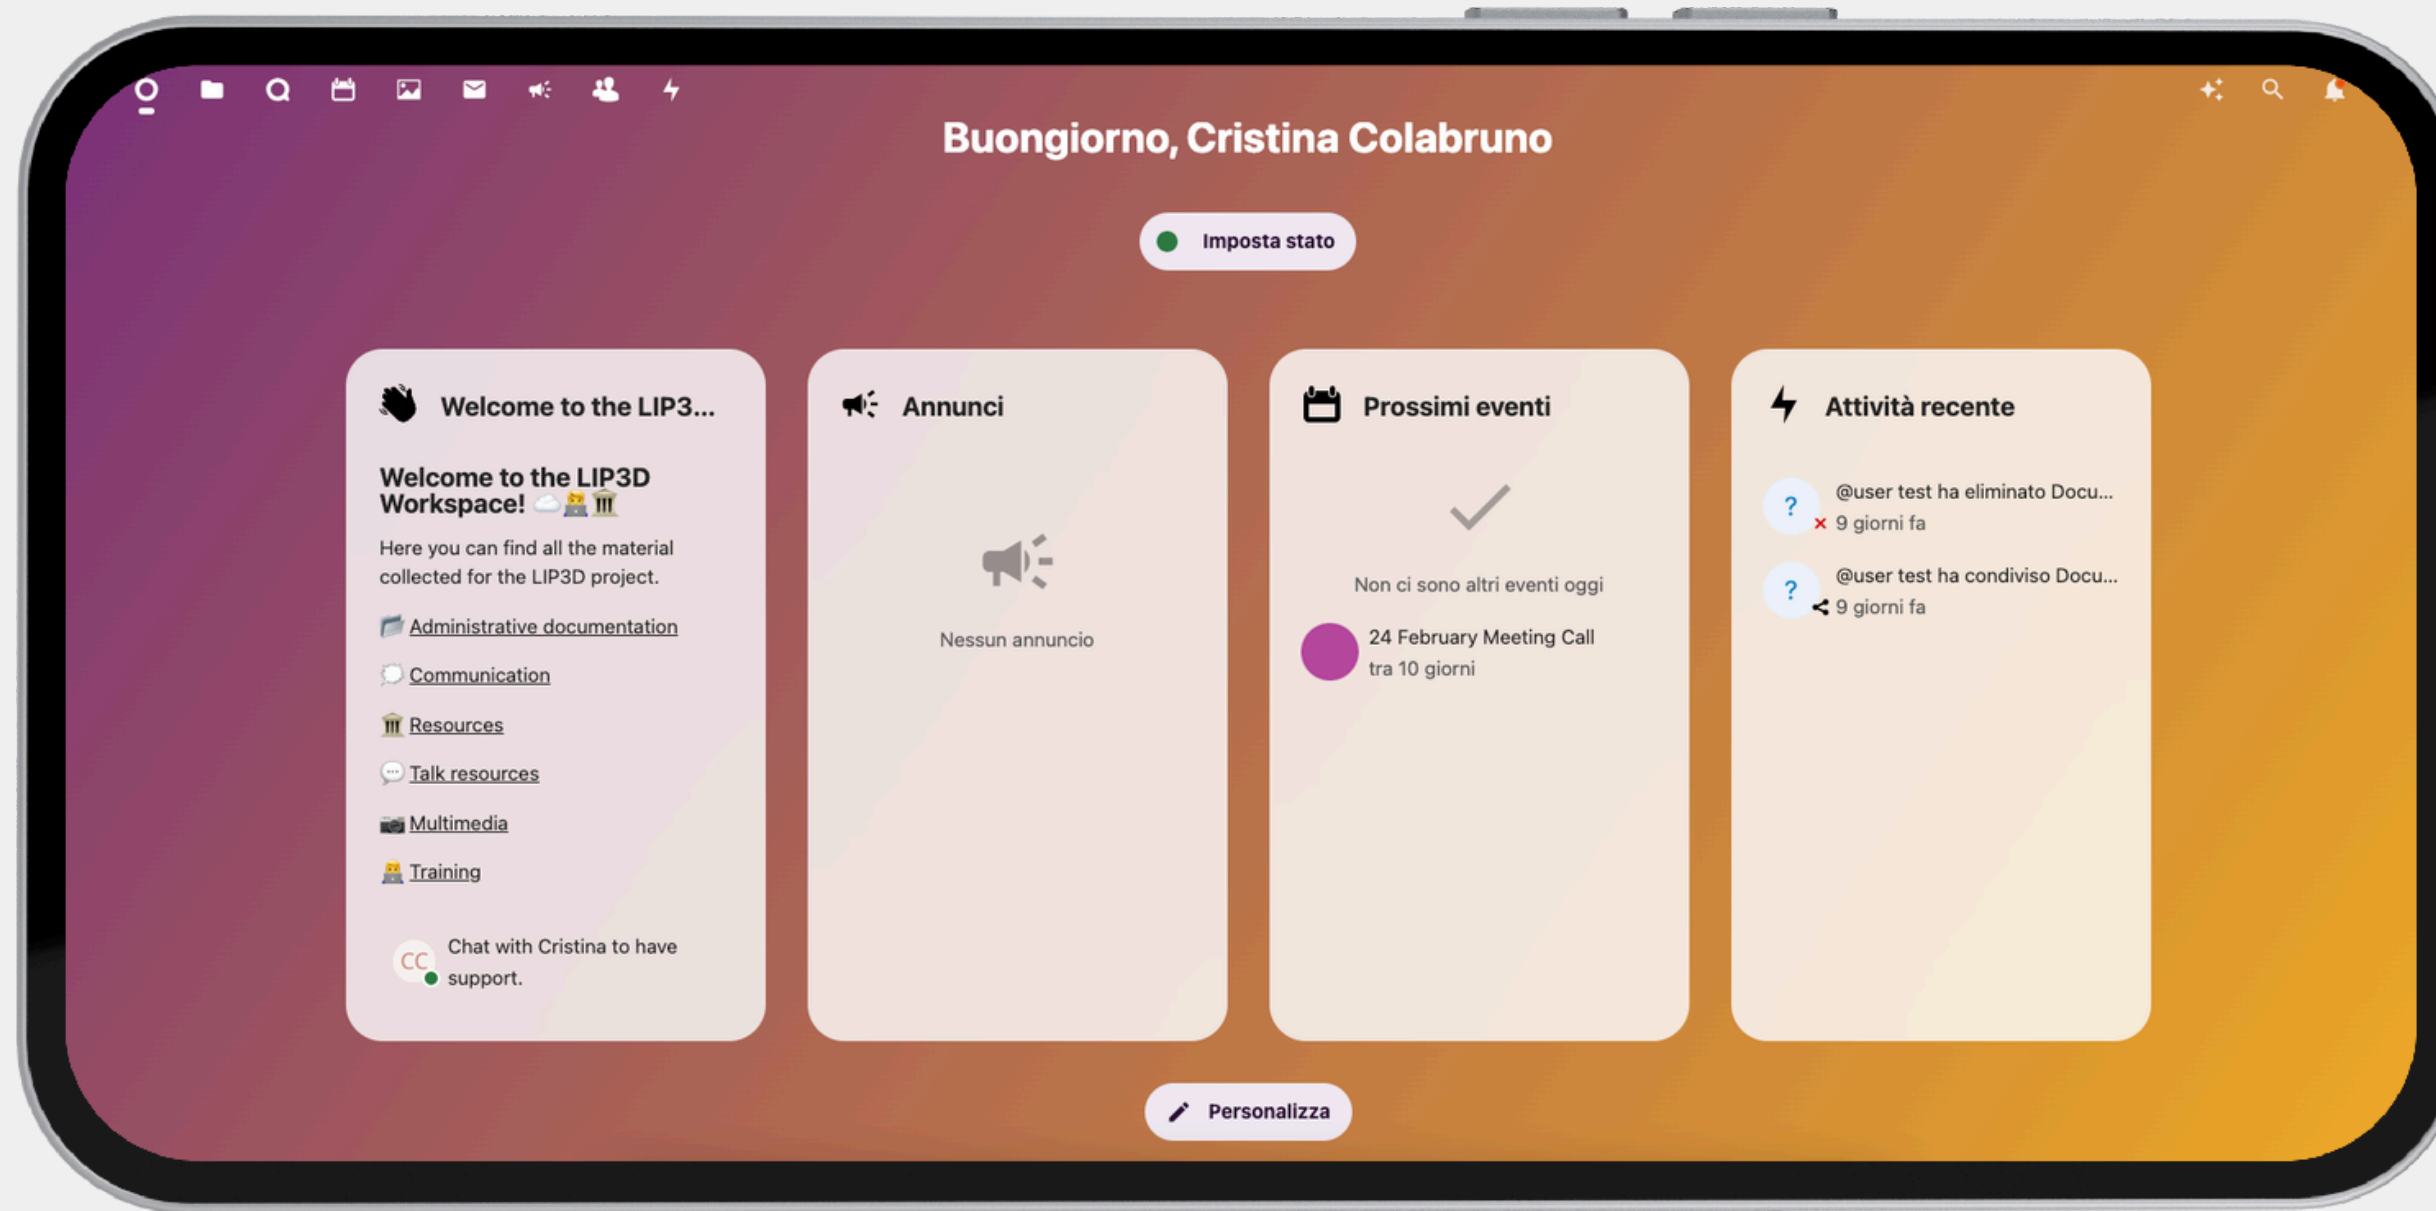 Buongiorno, Cristina Colabruno
Imposta stato
Welcome to the LIP3...
Welcome to the LIP3D
Workspace! ☁️👨‍💻🏛️
Here you can find all the material
collected for the LIP3D project.
Administrative documentation
Communication
Resources
Talk resources
Multimedia
Training
CC
Chat with Cristina to have
support.
Annunci
Nessun annuncio
Prossimi eventi
Non ci sono altri eventi oggi
24 February Meeting Call
tra 10 giorni
Attività recente
?
@user test ha eliminato Docu...
9 giorni fa
?
@user test ha condiviso Docu...
9 giorni fa
Personalizza